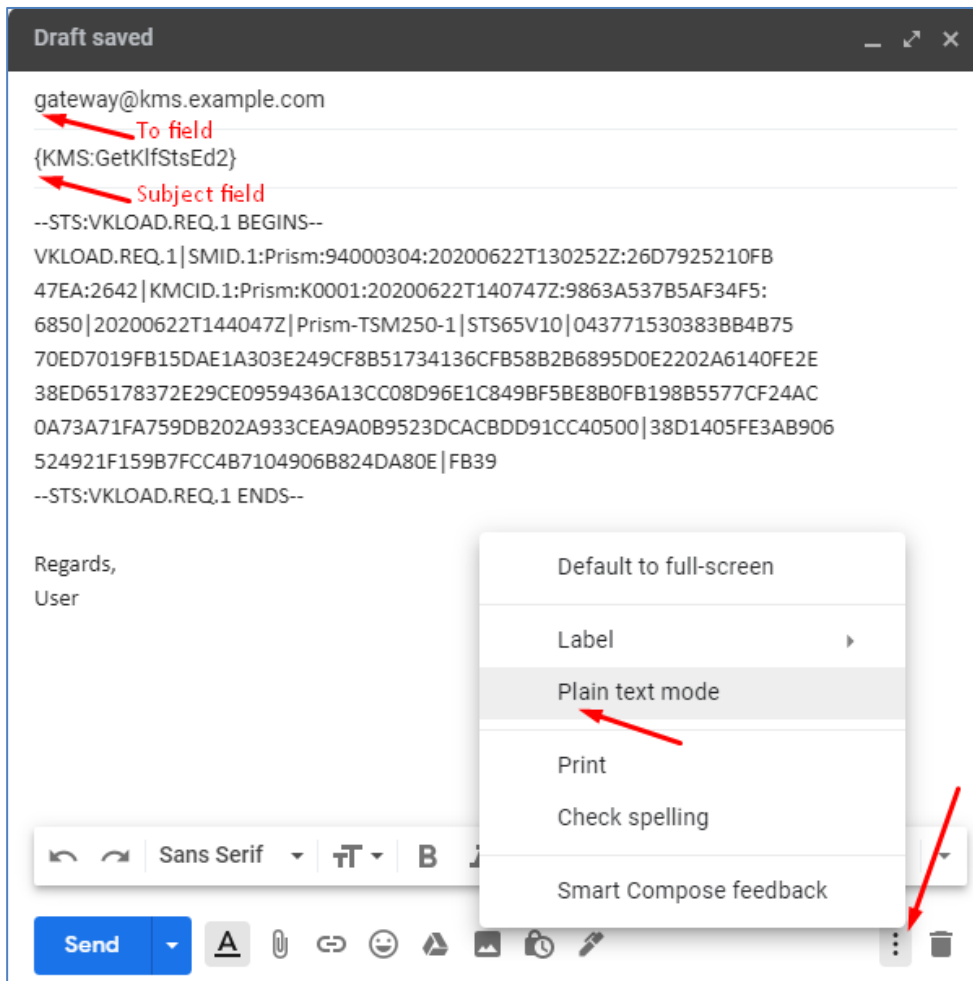 Draft saved
gateway@kms.example.com
To field
{KMS:GetKlfStsEd2}
Subject field
--STS:VKLOAD.REQ.1 BEGINS--
VKLOAD.REQ.1|SMID.1:Prism:94000304:20200622T130252Z:26D7925210FB
47EA:2642|KMCID.1:Prism:K0001:20200622T140747Z:9863A537B5AF34F5:
6850|20200622T144047Z|Prism-TSM250-1|STS65V10|043771530383BB4B75
70ED7019FB15DAE1A303E249CF8B51734136CFB58B2B6895D0E2202A6140FE2E
38ED65178372E29CE0959436A13CC08D96E1C849BF5BE8B0FB198B5577CF24AC
0A73A71FA759DB202A933CEA9A0B9523DCACBDD91CC40500|38D1405FE3AB906
524921F159B7FCC4B7104906B824DA80E|FB39
--STS:VKLOAD.REQ.1 ENDS--
Regards,
User
Default to full-screen
Label
Plain text mode
Print
Check spelling
Smart Compose feedback
Sans Serif
B
Send
A